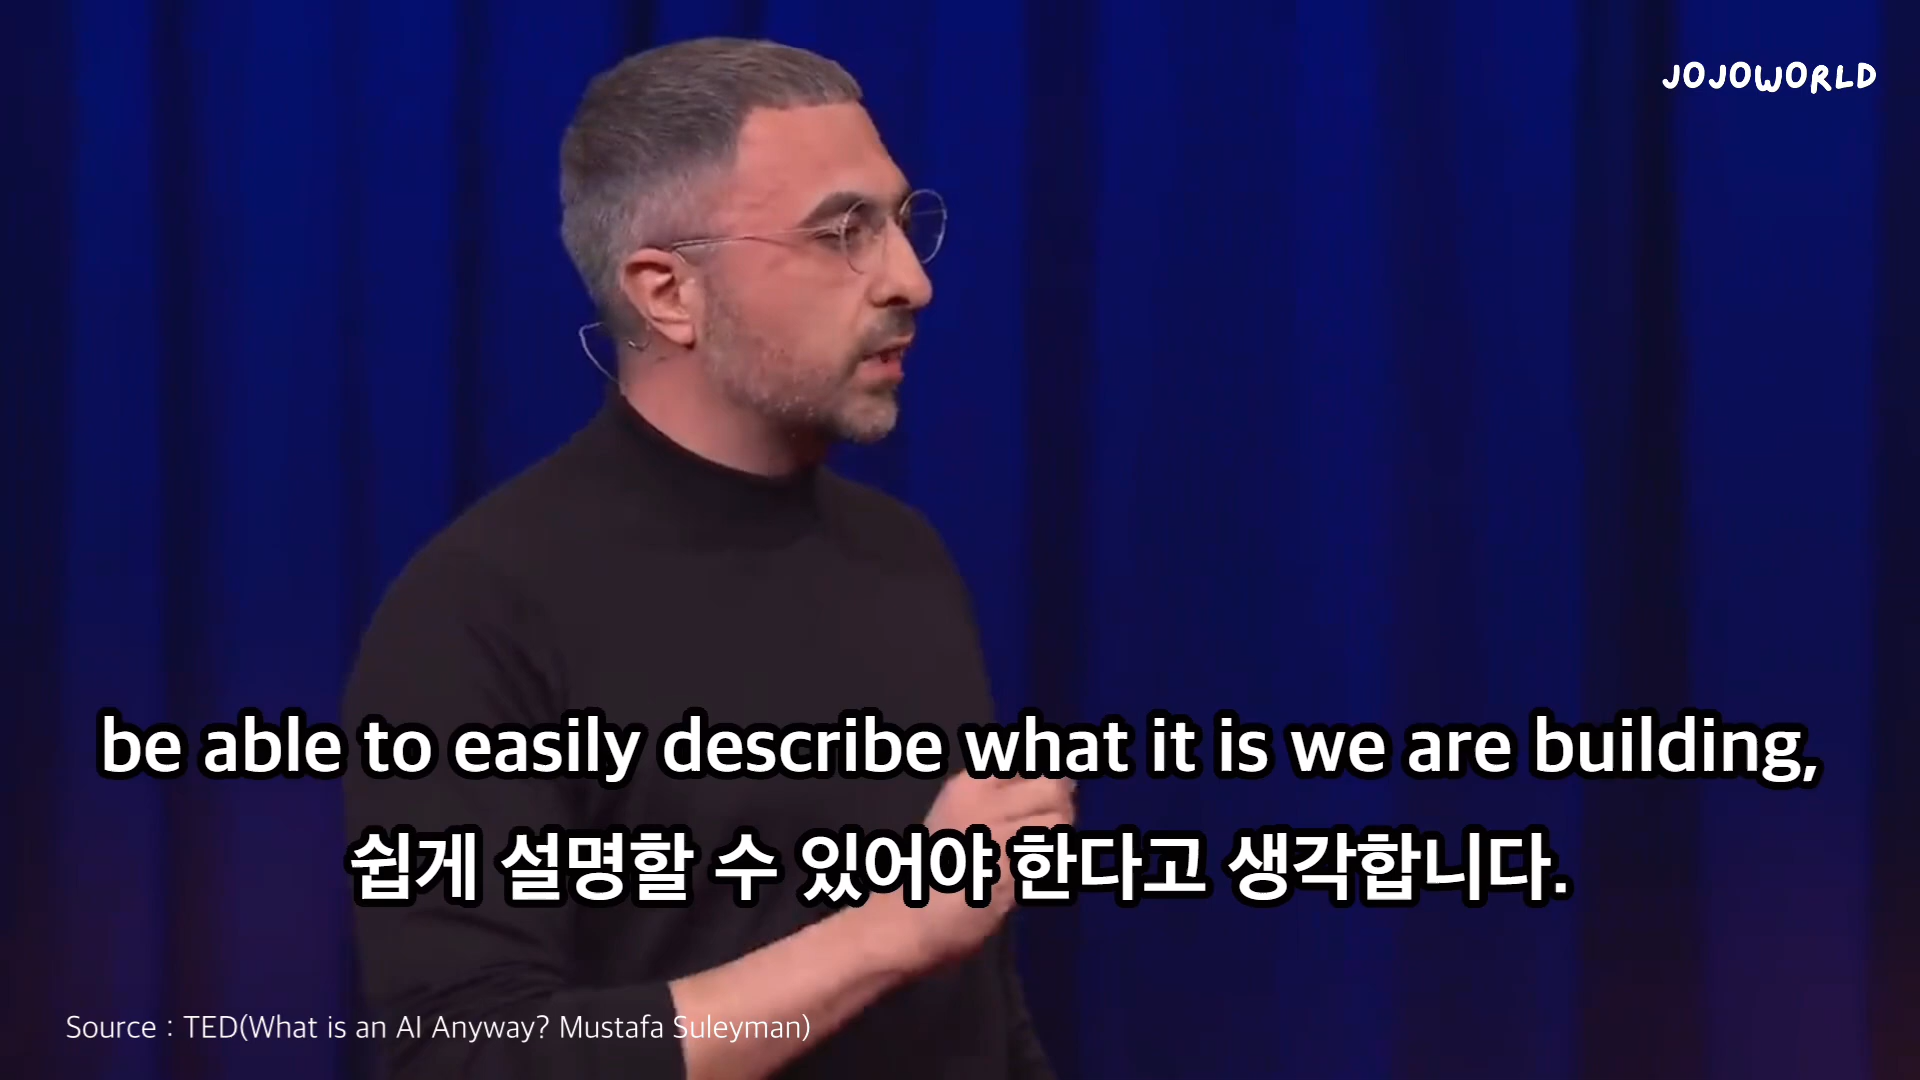 JOJOWORLD
be able to easily describe what it is we are building,
쉽게 설명할 수 있어야 한다고 생각합니다.
Source : TED(What is an AI Anyway? Mustafa Suleyman)